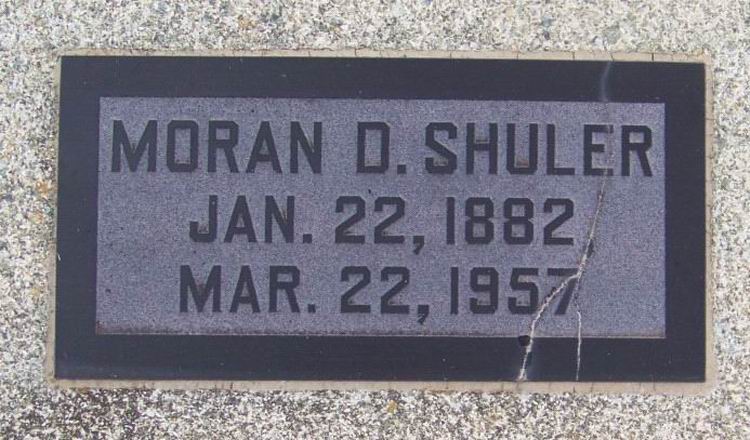 MORAN D. SHULER
JAN. 22, 1882
MAR. 22, 1957